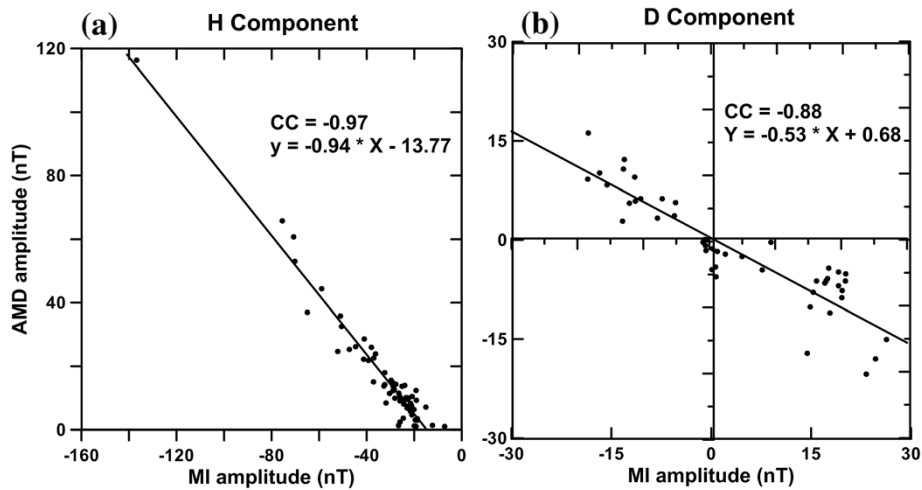 (a)
H Component
120
80
40
0
AMD amplitude (nT)
CC = -0.97
y = -0.94 * X - 13.77
-160
-120
-80
-40
0
MI amplitude (nT)
(b)
D Component
30
15
0
-15
-30
CC = -0.88
Y = -0.53 * X + 0.68
-30
-15
0
15
30
MI amplitude (nT)